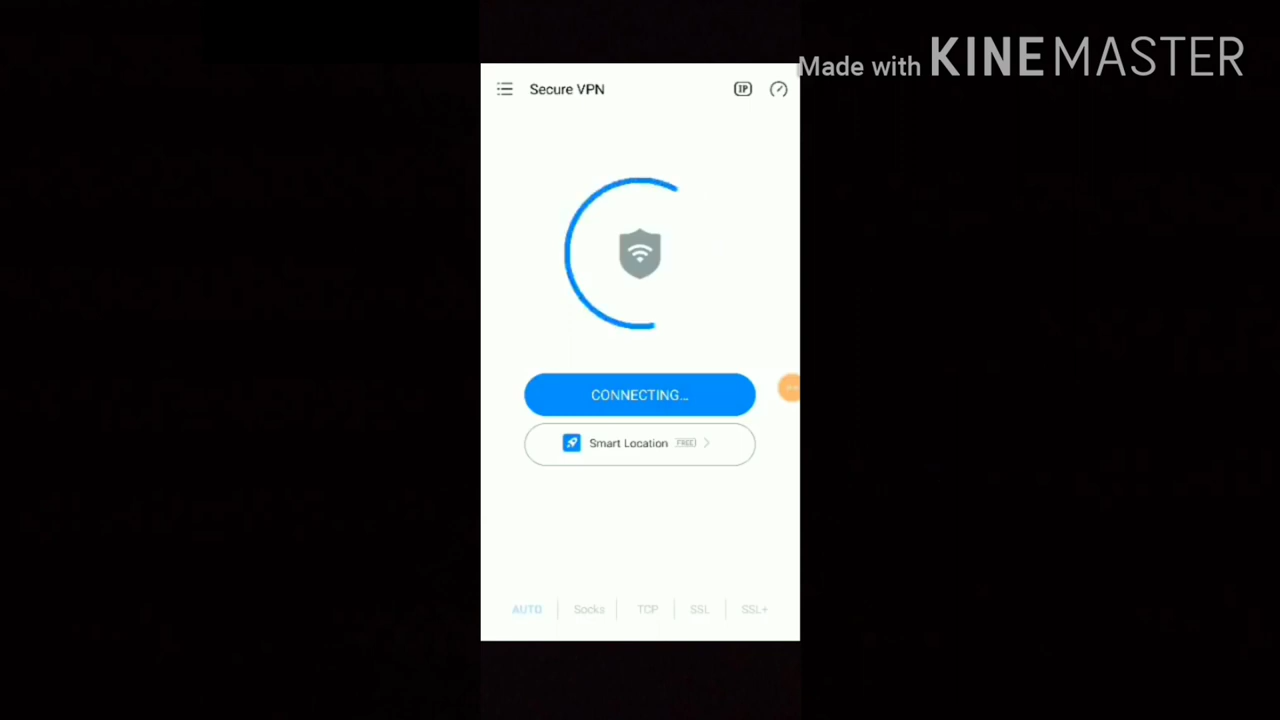 Made with KINEMASTER
Secure VPN
IP
CONNECTING...
Smart Location FREE
AUTO Socks TCP SSL SSL+